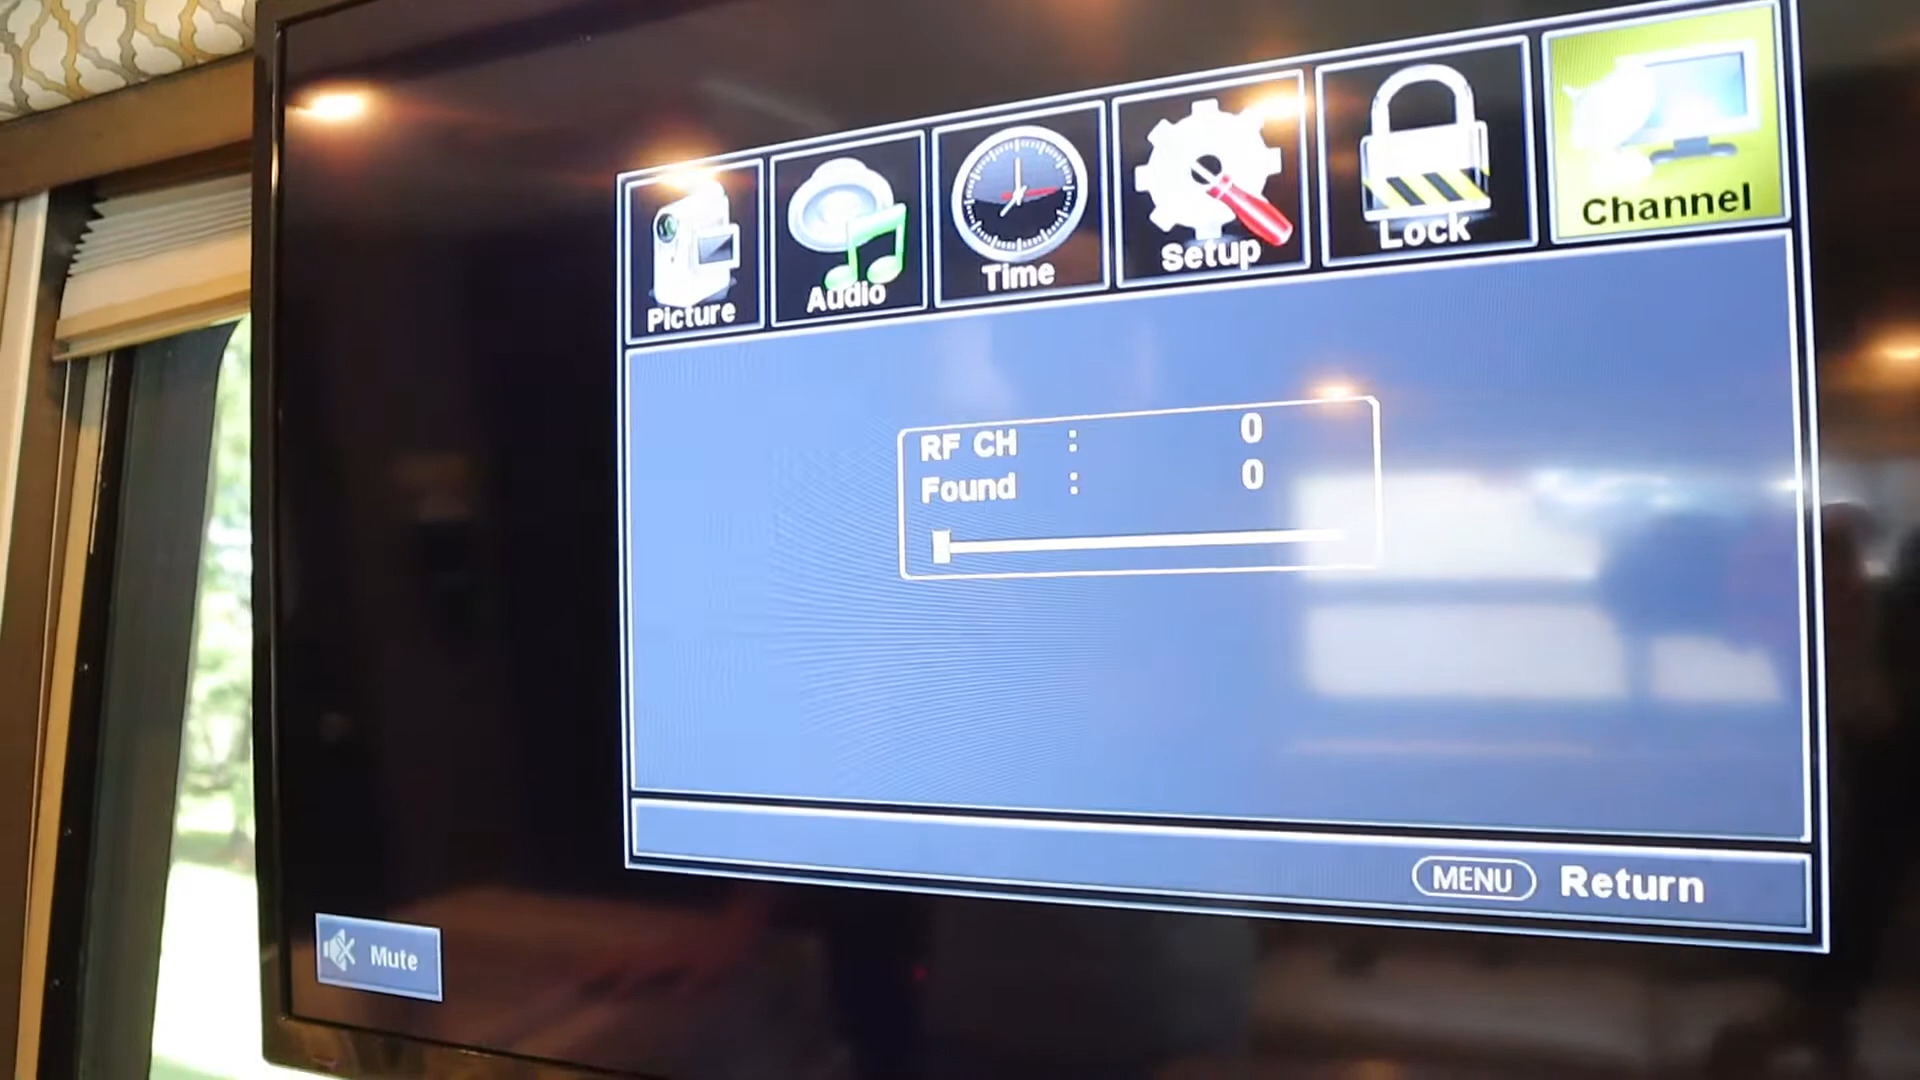 Picture
Audio
Time
Setup
Lock
Channel
RF CH : 0
Found : 0
MENU Return
Mute